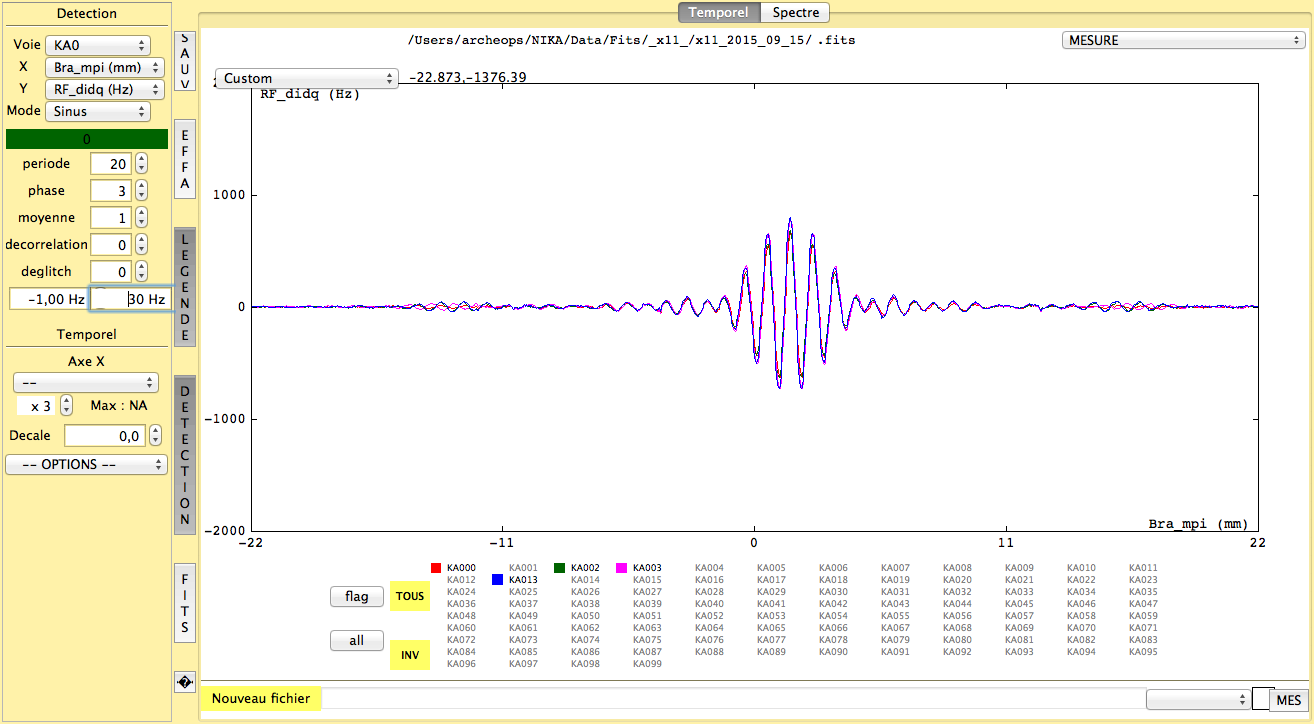 Detection
Voie KA0
X Bra_mpi (mm)
Y RF_didq (Hz)
Mode Sinus
0
periode 20
phase 3
moyenne 1
decorrelation 0
deglitch 0
-1,00 Hz 30 Hz
Temporel
Axe X
--
x 3 Max : NA
Decale 0,0
-- OPTIONS --
SAUV
EFFA
LEGENDE
DETECTION
FITS
Temporel Spectre
/Users/archeops/NIKA/Data/Fits/_x11_/x11_2015_09_15/ .fits
MESURE
Custom
-22.873,-1376.39
RF_didq (Hz)
1000
0
-1000
-2000
Bra_mpi (mm)
-22 -11 0 11 22
KA000 KA001 KA002 KA003 KA004 KA005 KA006 KA007 KA008 KA009 KA010 KA011
KA012 KA013 KA014 KA015 KA016 KA017 KA018 KA019 KA020 KA021 KA022 KA023
KA024 KA025 KA026 KA027 KA028 KA029 KA030 KA031 KA032 KA033 KA034 KA035
KA036 KA037 KA038 KA039 KA040 KA041 KA042 KA043 KA044 KA045 KA046 KA047
KA048 KA049 KA050 KA051 KA052 KA053 KA054 KA055 KA056 KA057 KA058 KA059
KA060 KA061 KA062 KA063 KA064 KA065 KA066 KA067 KA068 KA069 KA070 KA071
KA072 KA073 KA074 KA075 KA076 KA077 KA078 KA079 KA080 KA081 KA082 KA083
KA084 KA085 KA086 KA087 KA088 KA089 KA090 KA091 KA092 KA093 KA094 KA095
KA096 KA097 KA098 KA099
flag TOUS
all INV
Nouveau fichier
MES